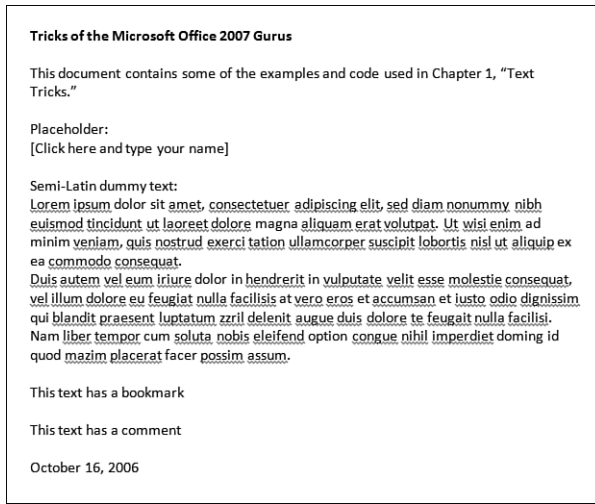 Tricks of the Microsoft Office 2007 Gurus
This document contains some of the examples and code used in Chapter 1, “Text
Tricks.”
Placeholder:
[Click here and type your name]
Semi-Latin dummy text:
Lorem ipsum dolor sit amet, consectetuer adipiscing elit, sed diam nonummy nibh
euismod tincidunt ut laoreet dolore magna aliquam erat volutpat. Ut wisi enim ad
minim veniam, quis nostrud exerci tation ullamcorper suscipit lobortis nisl ut aliquip ex
ea commodo consequat.
Duis autem vel eum iriure dolor in hendrerit in vulputate velit esse molestie consequat,
vel illum dolore eu feugiat nulla facilisis at vero eros et accumsan et iusto odio dignissim
qui blandit praesent luptatum zzril delenit augue duis dolore te feugait nulla facilisi.
Nam liber tempor cum soluta nobis eleifend option congue nihil imperdiet doming id
quod mazim placerat facer possim assum.
This text has a bookmark
This text has a comment
October 16, 2006